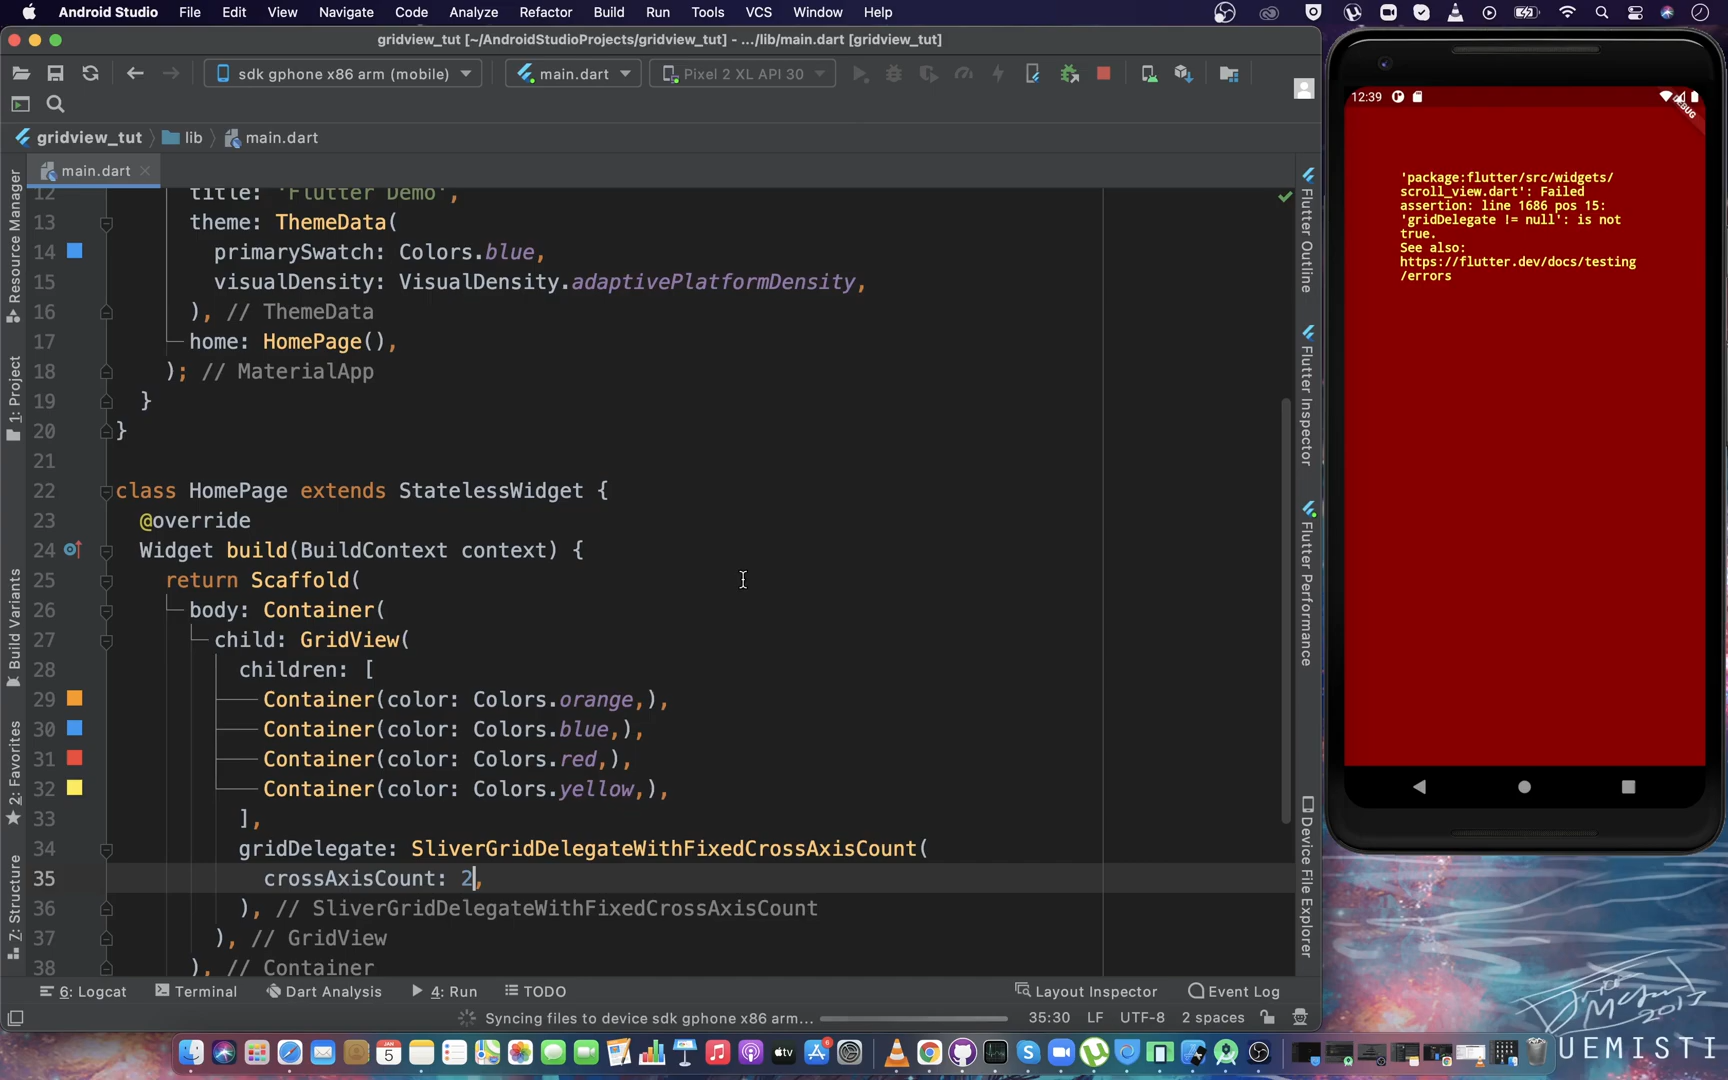 Android Studio File Edit View Navigate Code Analyze Refactor Build Run Tools VCS Window Help
gridview_tut [~/AndroidStudioProjects/gridview_tut] - .../lib/main.dart [gridview_tut]
sdk gphone x86 arm (mobile) main.dart Pixel 2 XL API 30
gridview_tut lib main.dart
main.dart
12 title: 'Flutter Demo',
13 theme: ThemeData(
14 primarySwatch: Colors.blue,
15 visualDensity: VisualDensity.adaptivePlatformDensity,
16 ), // ThemeData
17 home: HomePage(),
18 ); // MaterialApp
19 }
20 }
21
22 class HomePage extends StatelessWidget {
23 @override
24 Widget build(BuildContext context) {
25 return Scaffold(
26 body: Container(
27 child: GridView(
28 children: [
29 Container(color: Colors.orange,),
30 Container(color: Colors.blue,),
31 Container(color: Colors.red,),
32 Container(color: Colors.yellow,),
33 ],
34 gridDelegate: SliverGridDelegateWithFixedCrossAxisCount(
35 crossAxisCount: 2,
36 ), // SliverGridDelegateWithFixedCrossAxisCount
37 ), // GridView
38 ), // Container
Resource Manager
1: Project
Build Variants
2: Favorites
7: Structure
Flutter Outline
Flutter Inspector
Flutter Performance
Device File Explorer
6: Logcat Terminal Dart Analysis 4: Run TODO Layout Inspector Event Log
Syncing files to device sdk gphone x86 arm... 35:30 LF UTF-8 2 spaces
12:39
DEBUG
'package:flutter/src/widgets/
scroll_view.dart': Failed
assertion: line 1686 pos 15:
'gridDelegate != null': is not
true.
See also:
https://flutter.dev/docs/testing
/errors
JAN
5
tv
6
UEMISTI